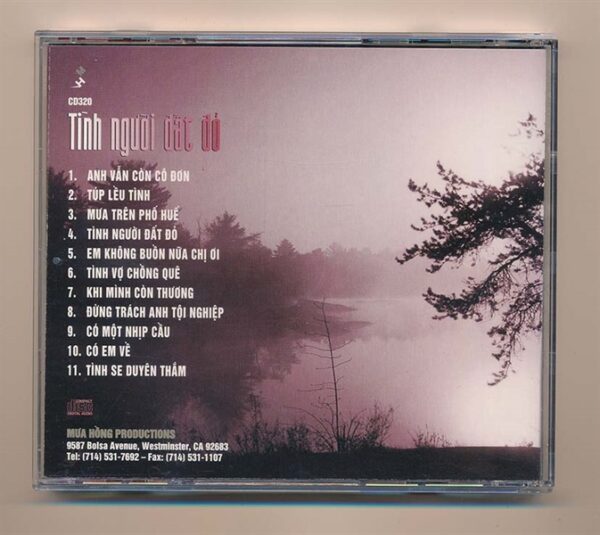 CD320
Tình người đất đỏ
1. ANH VẪN CÒN CÔ ĐƠN
2. TÚP LỀU TÌNH
3. MƯA TRÊN PHỐ HUẾ
4. TÌNH NGƯỜI ĐẤT ĐỎ
5. EM KHÔNG BUỒN NỮA CHỊ ƠI
6. TÌNH VỢ CHỒNG QUÊ
7. KHI MÌNH CÒN THƯƠNG
8. ĐỪNG TRÁCH ANH TỘI NGHIỆP
9. CÓ MỘT NHỊP CẦU
10. CÓ EM VỀ
11. TÌNH SE DUYÊN THẮM
COMPACT
disc
DIGITAL AUDIO
MƯA HỒNG PRODUCTIONS
9587 Bolsa Avenue, Westminster, CA 92683
Tel: (714) 531-7692 – Fax: (714) 531-1107